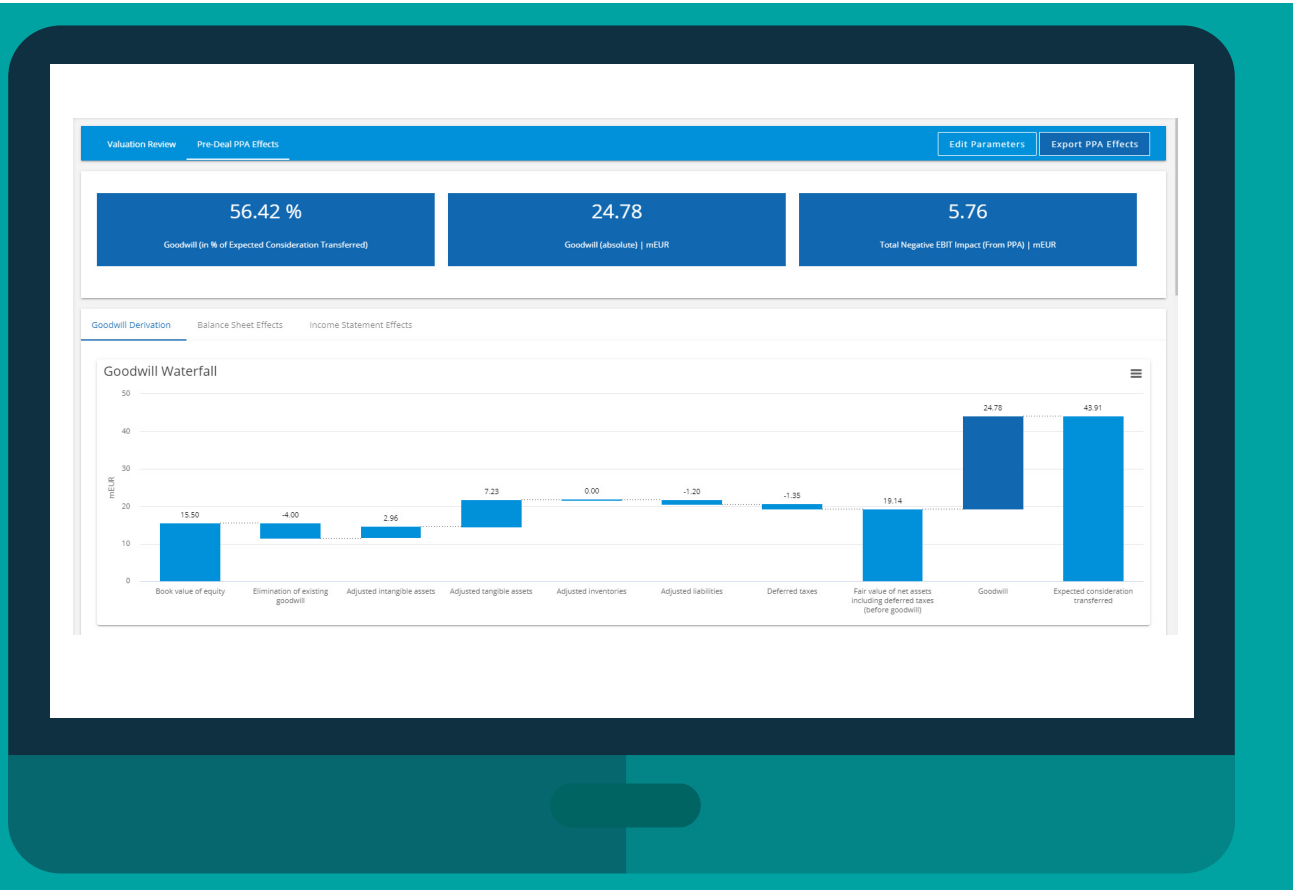 Valuation Review
Pre-Deal PPA Effects
Edit Parameters
Export PPA Effects
56.42 %
Goodwill (in % of Expected Consideration Transferred)
24.78
Goodwill (absolute) | mEUR
5.76
Total Negative EBIT Impact (From PPA) | mEUR
Goodwill Derivation
Balance Sheet Effects
Income Statement Effects
Goodwill Waterfall
mEUR
50
40
30
20
10
0
15.50
-4.00
2.96
7.23
0.00
-1.20
-1.35
19.14
24.78
43.91
Book value of equity
Elimination of existing
goodwill
Adjusted intangible assets
Adjusted tangible assets
Adjusted inventories
Adjusted liabilities
Deferred taxes
Fair value of net assets
including deferred taxes
(before goodwill)
Goodwill
Expected consideration
transferred